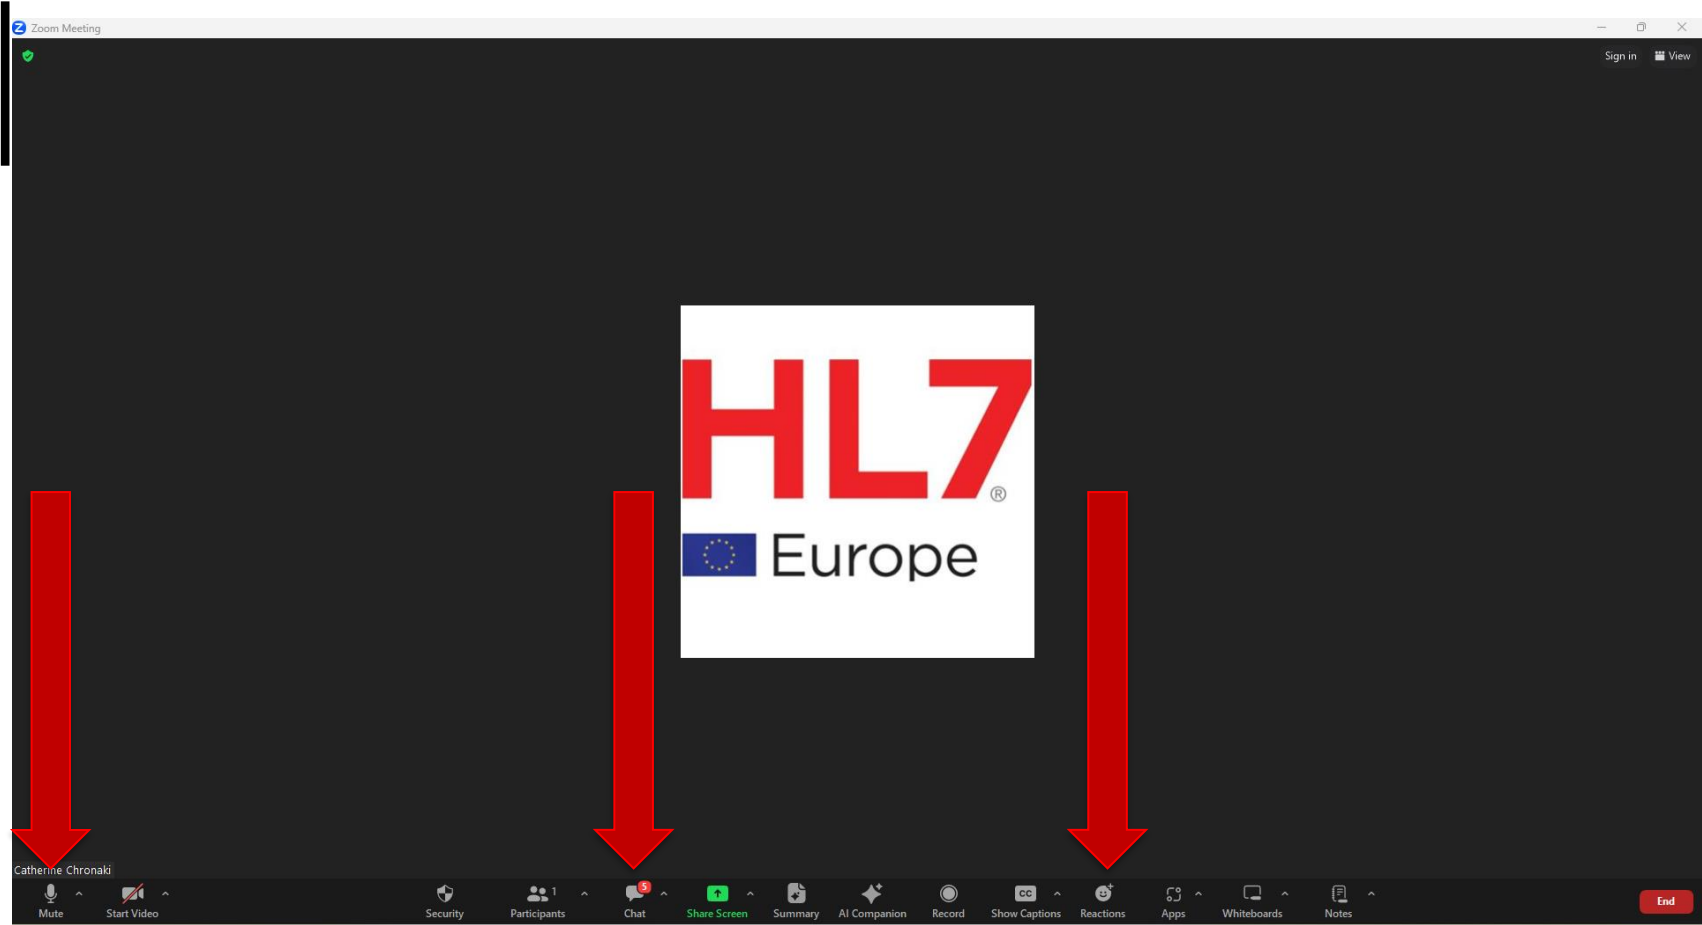 Zoom Meeting
Sign in View
HL7
®
Europe
Catherine Chronaki
1 5 CC
Mute Start Video Security Participants Chat Share Screen Summary AI Companion Record Show Captions Reactions Apps Whiteboards Notes End